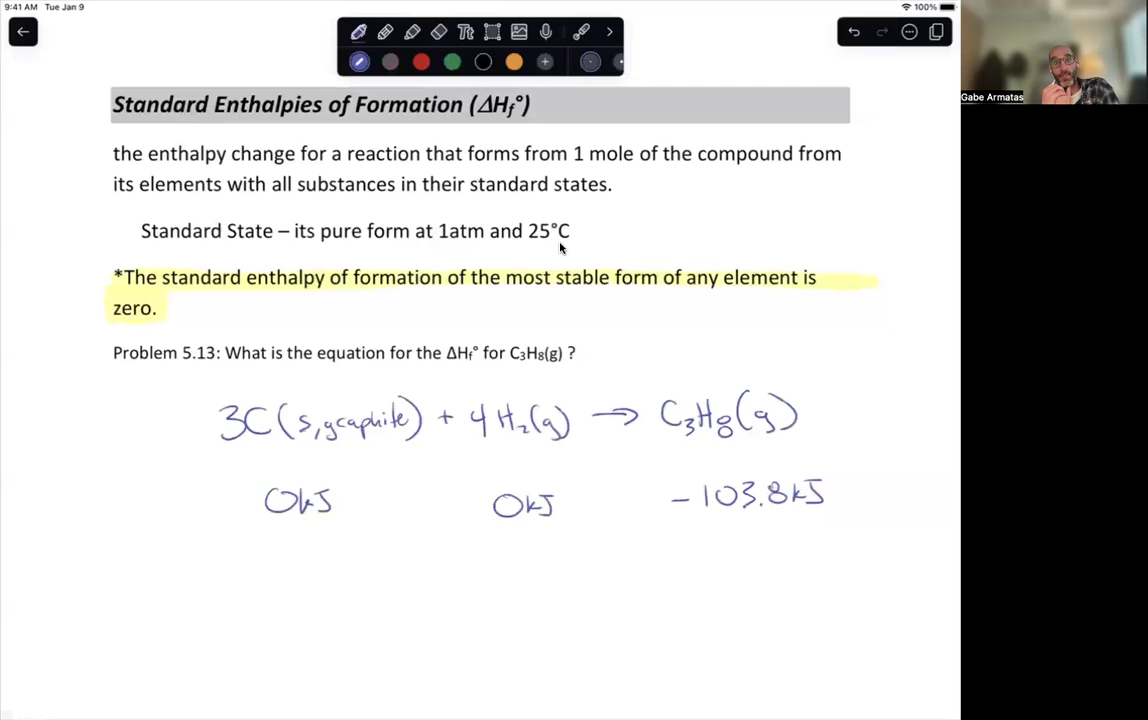 9:41 AM Tue Jan 9
100%
Tt
Gabe Armatas
Standard Enthalpies of Formation (ΔHf°)
the enthalpy change for a reaction that forms from 1 mole of the compound from
its elements with all substances in their standard states.
Standard State – its pure form at 1atm and 25°C
*The standard enthalpy of formation of the most stable form of any element is
zero.
Problem 5.13: What is the equation for the ΔHf° for C₃H₈(g) ?
3C(s,graphite) + 4H₂(g) → C₃H₈(g)
0kJ 0kJ -103.8kJ